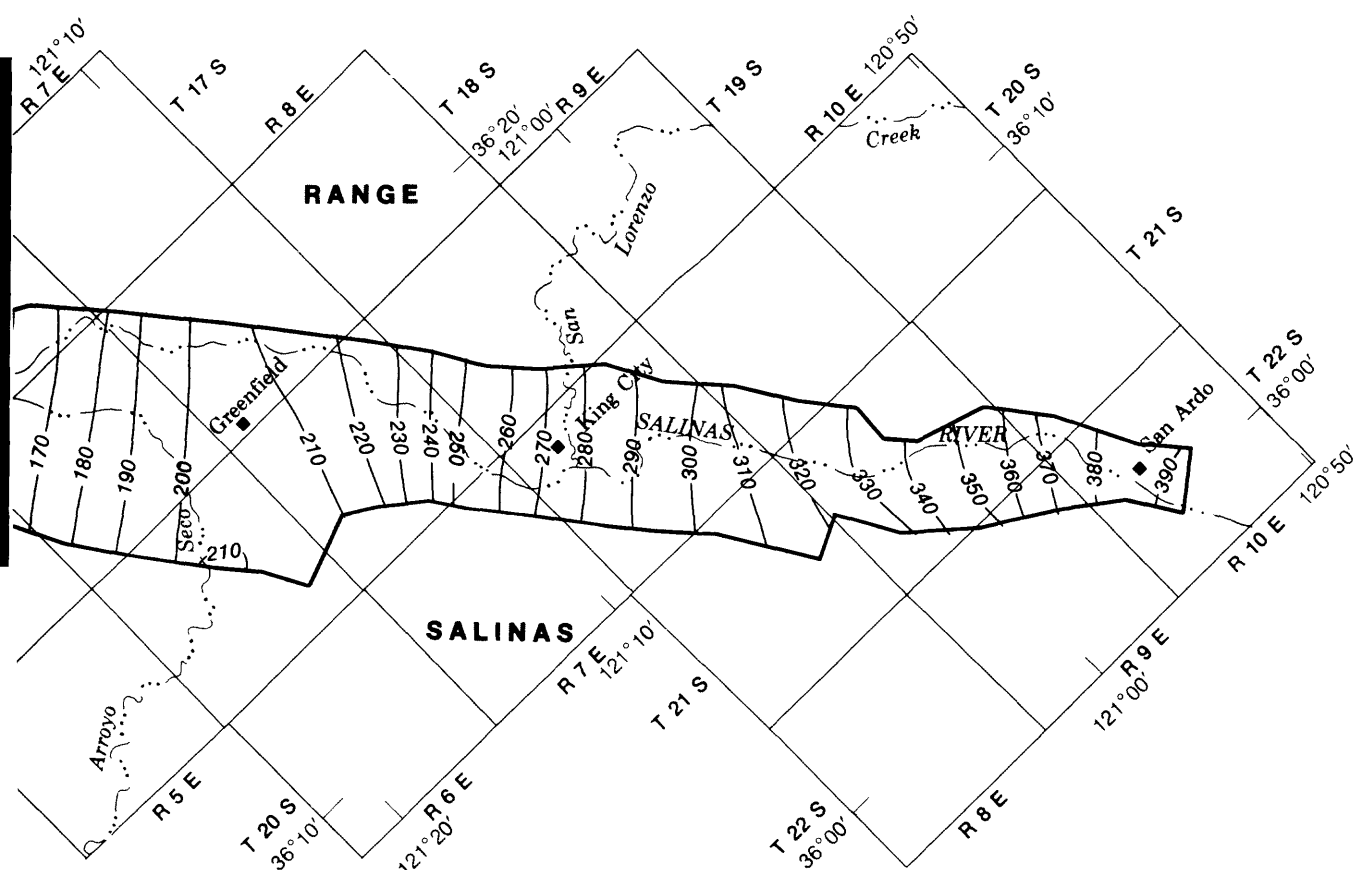 121°10′
R 7 E
T 17 S
R 8 E
T 18 S
36°20′
121°00′
R 9 E
T 19 S
R 10 E
120°50′
T 20 S
36°10′
Creek
RANGE
Lorenzo
San
T 21 S
T 22 S
36°00′
120°50′
Greenfield
King City
SALINAS
RIVER
San Ardo
170
180
190
200
210
220
230
240
250
260
270
280
290
300
310
320
330
340
350
360
370
380
390
Seco
210
SALINAS
Arroyo
R 5 E
T 20 S
36°10′
R 6 E
121°20′
R 7 E
121°10′
T 21 S
T 22 S
36°00′
R 8 E
R 9 E
121°00′
R 10 E